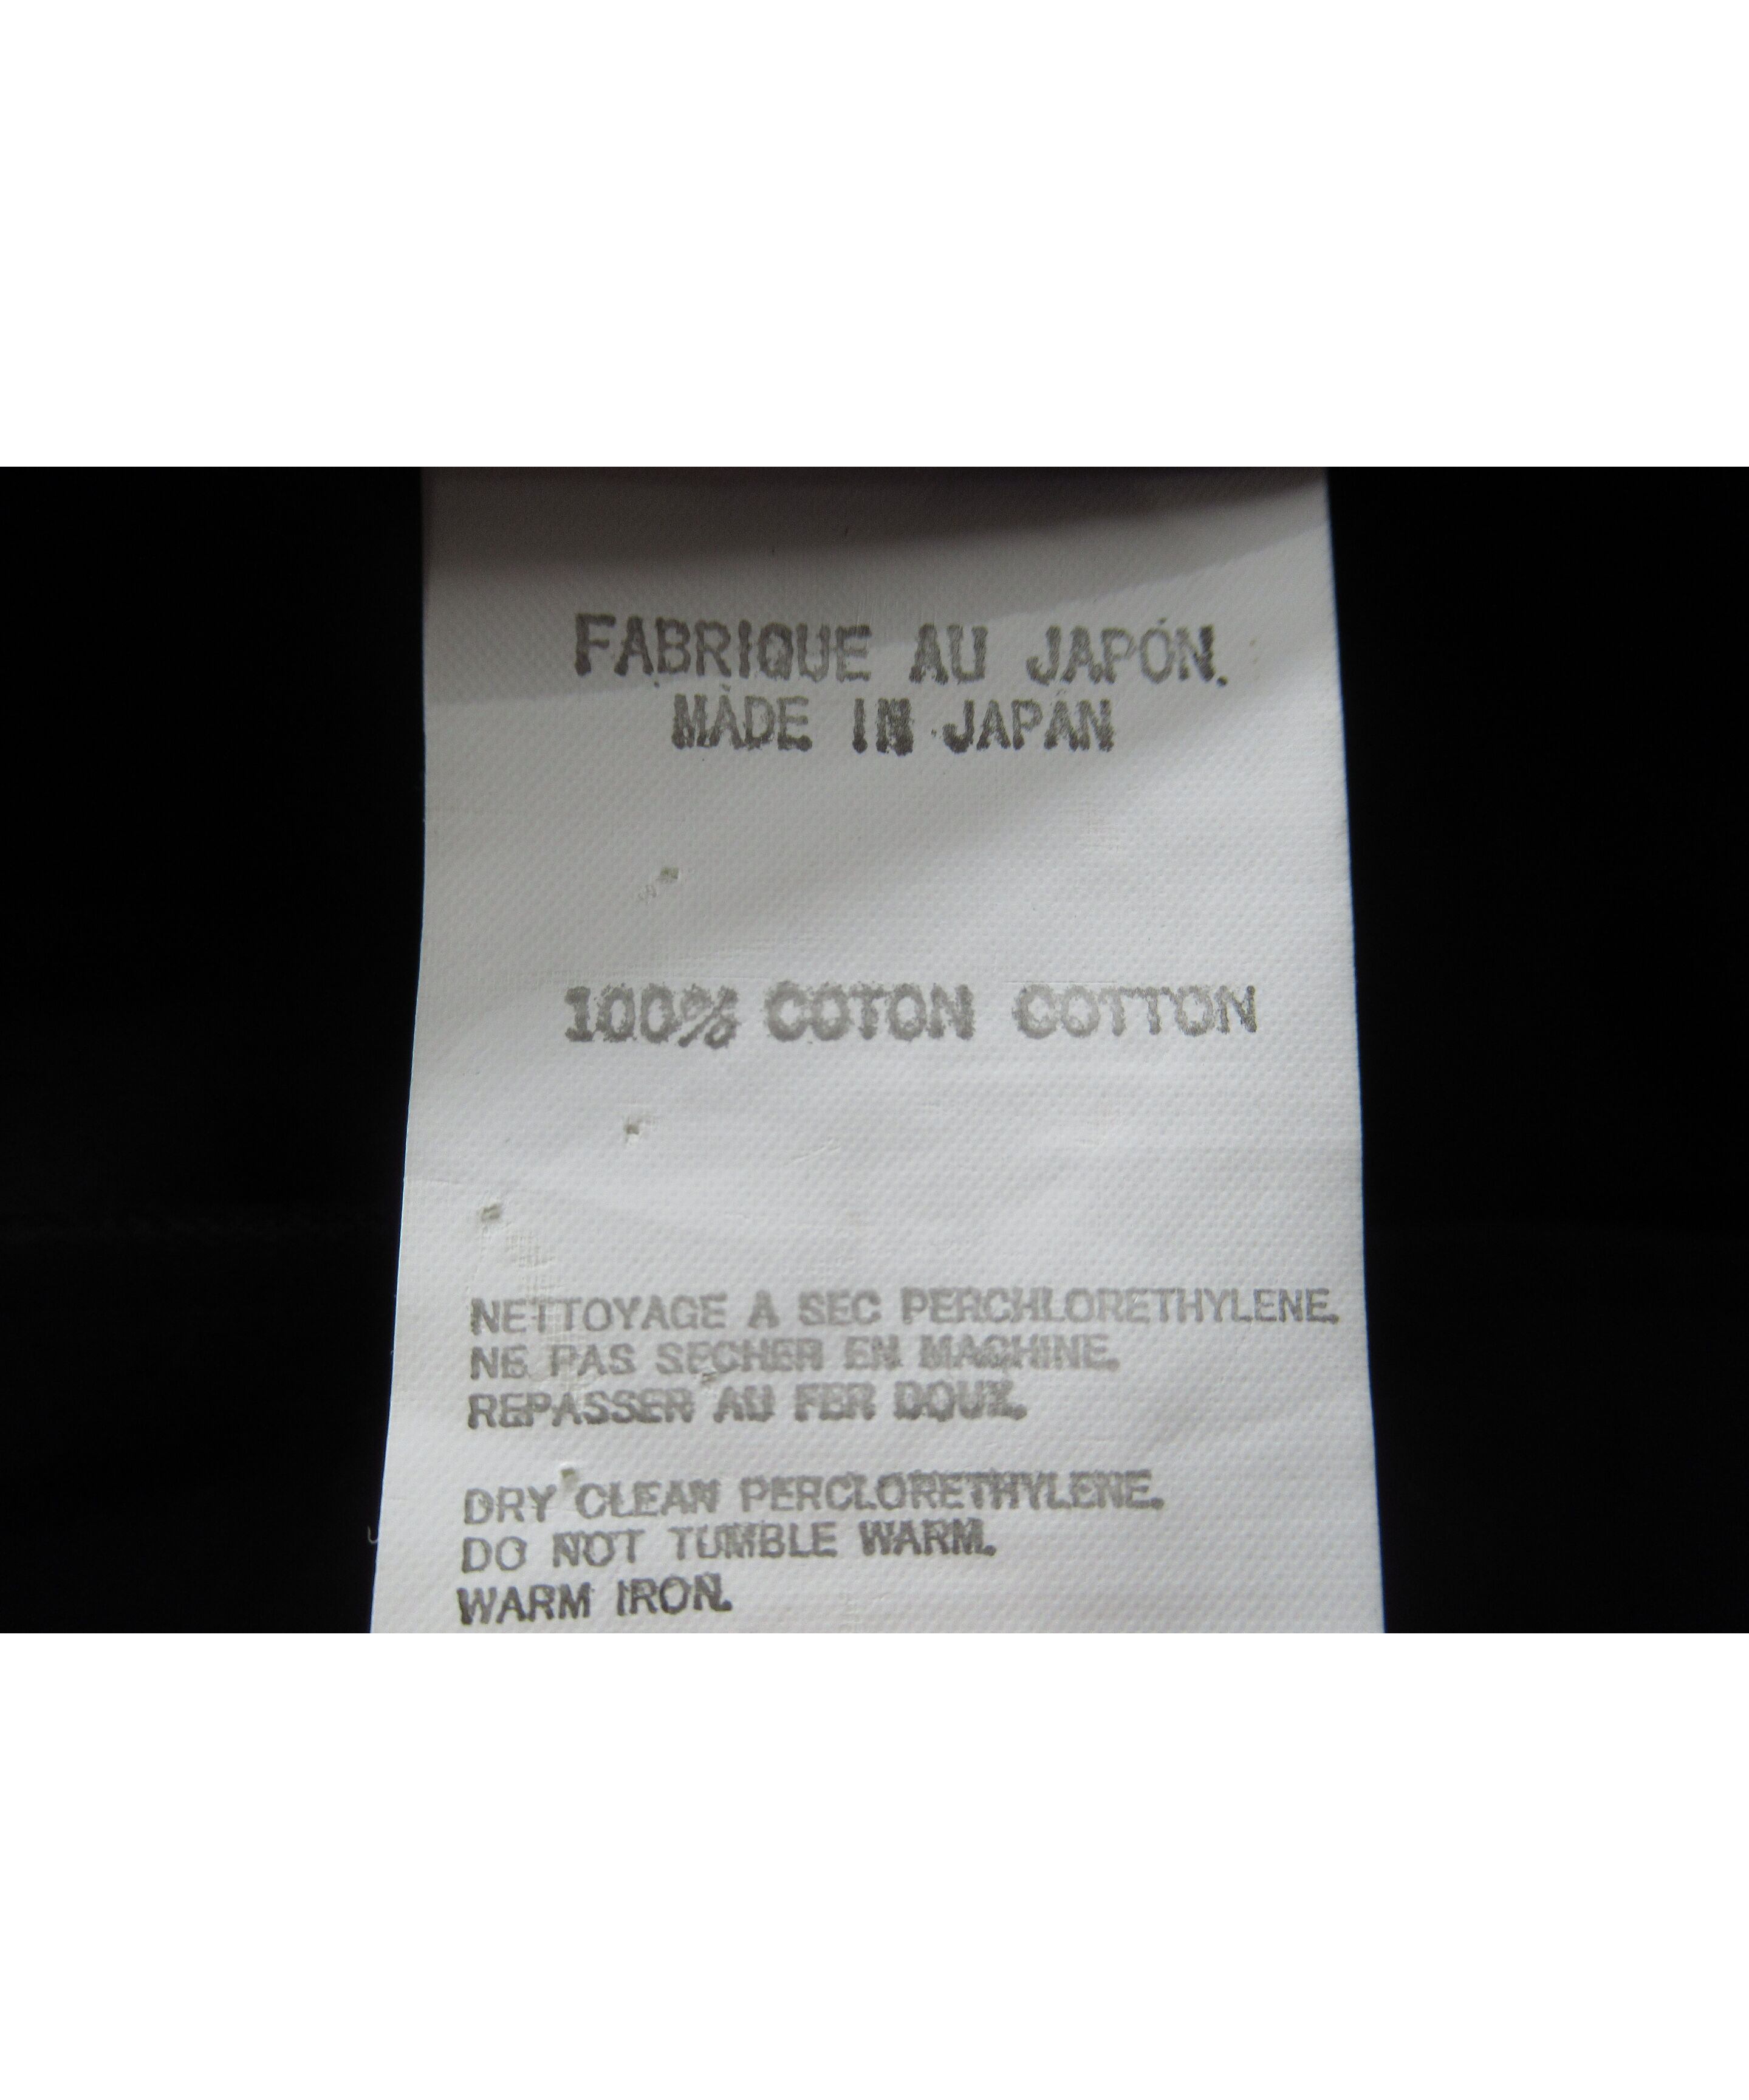 FABRIQUE AU JAPON.
MADE IN JAPAN
100% COTON COTTON
NETTOYAGE A SEC PERCHLORETHYLENE.
NE PAS SECHER EN MACHINE.
REPASSER AU FER DOUX.
DRY CLEAN PERCLORETHYLENE.
DO NOT TUMBLE WARM.
WARM IRON.